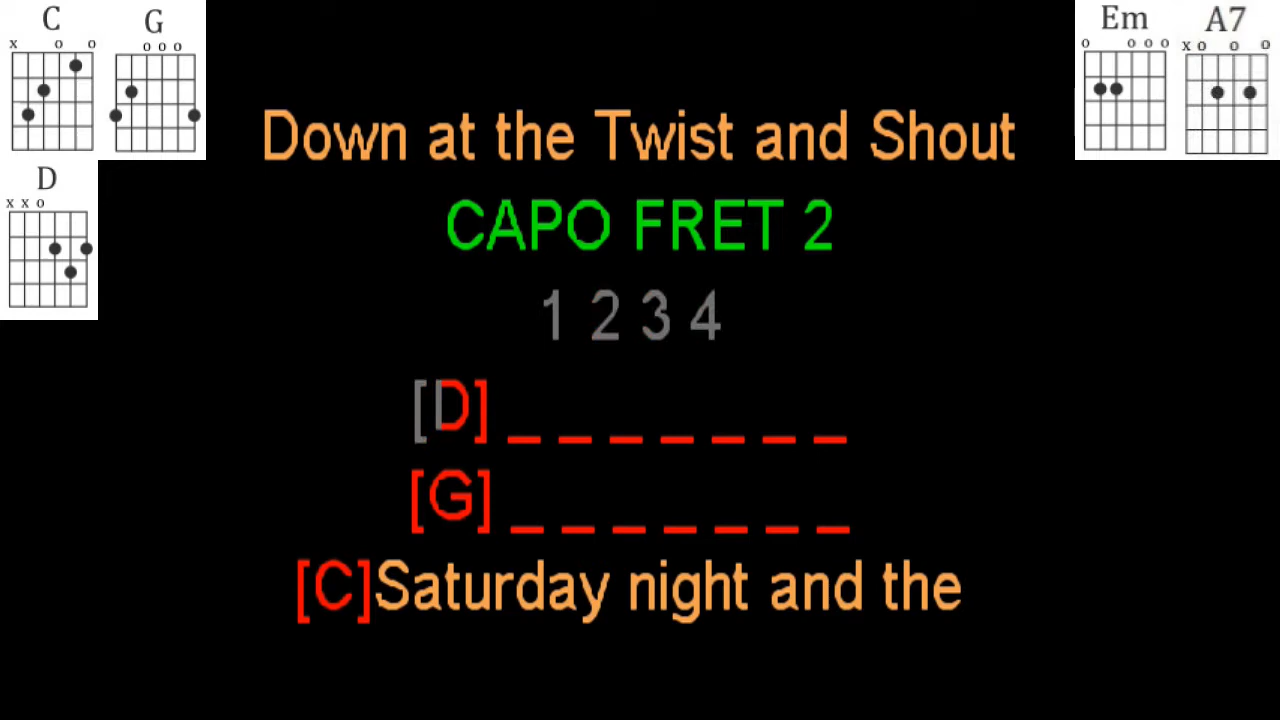 C G Em A7
x o o o o o o o o o x o o o
Down at the Twist and Shout
D
x x o
CAPO FRET 2
1 2 3 4
[D] _ _ _ _ _ _ _
[G] _ _ _ _ _ _ _
[C]Saturday night and the